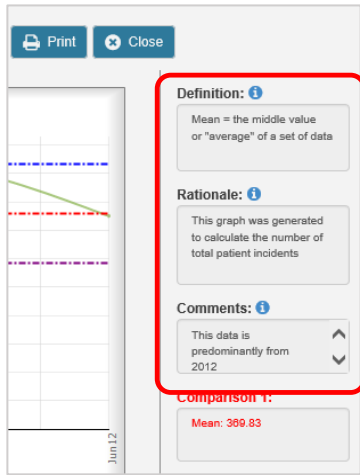 Print
Close
Definition:
Mean = the middle value
or "average" of a set of data
Rationale:
This graph was generated
to calculate the number of
total patient incidents
Comments:
This data is
predominantly from
2012
Comparison 1:
Mean: 369.83
Jun 12